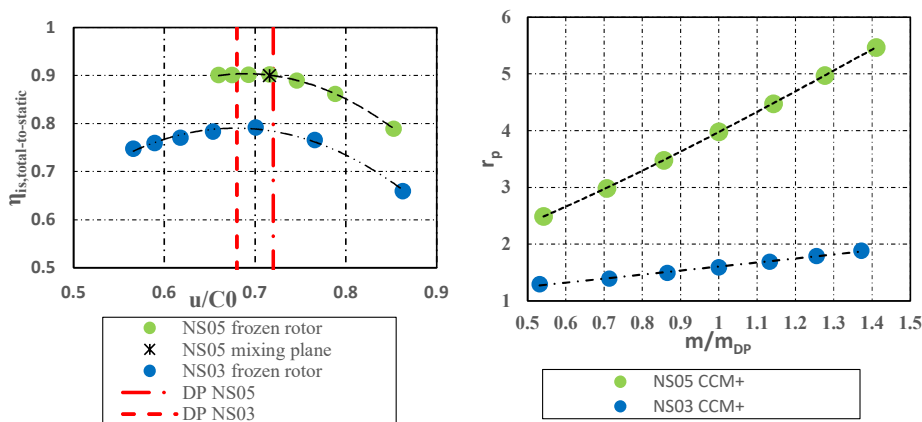 1
0.9
0.8
0.7
0.6
0.5
η_is,total-to-static
0.5 0.6 0.7 0.8 0.9
u/C0
NS05 frozen rotor
NS05 mixing plane
NS03 frozen rotor
DP NS05
DP NS03
6
5
4
3
2
1
r_p
0.5 0.6 0.7 0.8 0.9 1 1.1 1.2 1.3 1.4 1.5
m/m_DP
NS05 CCM+
NS03 CCM+